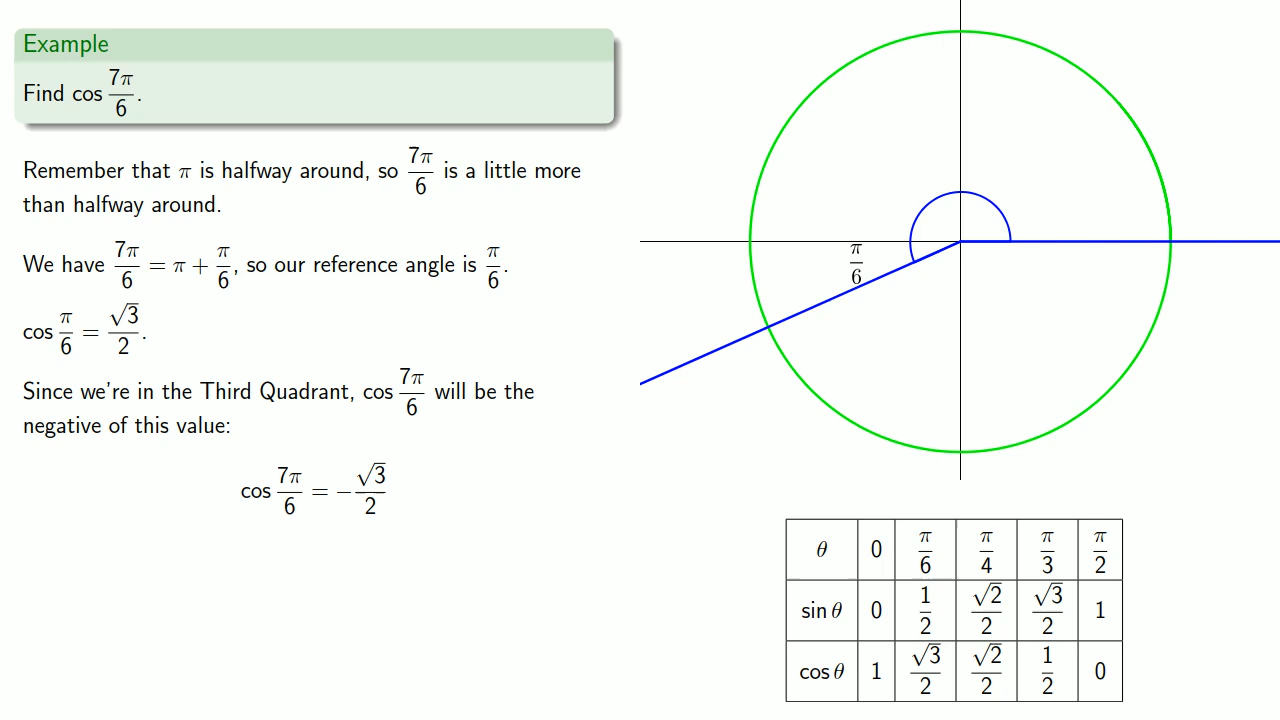 Example
Find cos 7π/6.
Remember that π is halfway around, so 7π/6 is a little more
than halfway around.
We have 7π/6 = π + π/6, so our reference angle is π/6.
cos π/6 = √3/2.
Since we're in the Third Quadrant, cos 7π/6 will be the
negative of this value:
cos 7π/6 = −√3/2
π/6
θ 0 π/6 π/4 π/3 π/2
sin θ 0 1/2 √2/2 √3/2 1
cos θ 1 √3/2 √2/2 1/2 0